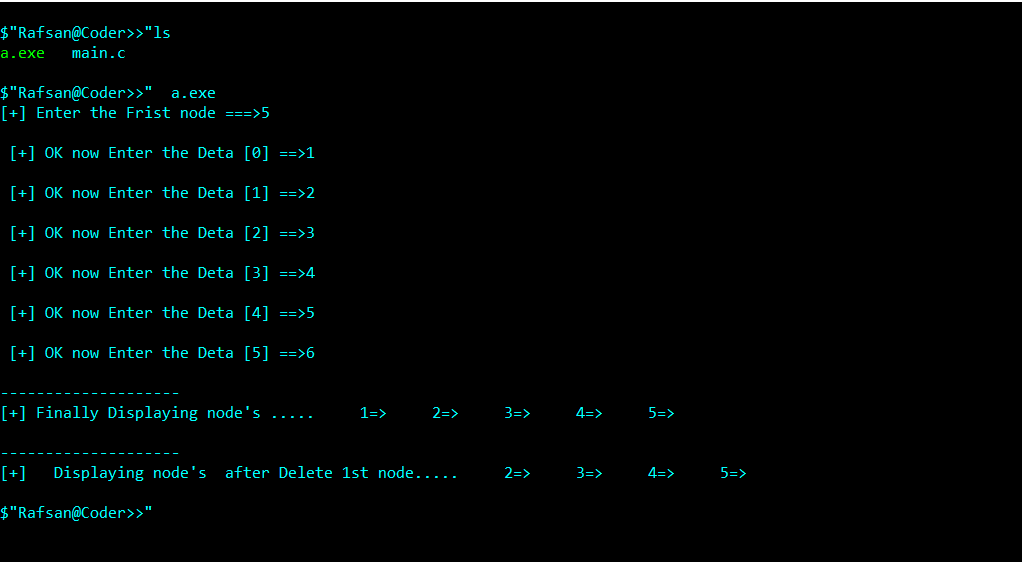 $"Rafsan@Coder>>"ls
a.exe   main.c
$"Rafsan@Coder>>"  a.exe
[+] Enter the Frist node ===>5
[+] OK now Enter the Deta [0] ==>1
[+] OK now Enter the Deta [1] ==>2
[+] OK now Enter the Deta [2] ==>3
[+] OK now Enter the Deta [3] ==>4
[+] OK now Enter the Deta [4] ==>5
[+] OK now Enter the Deta [5] ==>6
--------------------
[+] Finally Displaying node's .....     1=>     2=>     3=>     4=>     5=>
--------------------
[+]   Displaying node's  after Delete 1st node.....     2=>     3=>     4=>     5=>
$"Rafsan@Coder>>"